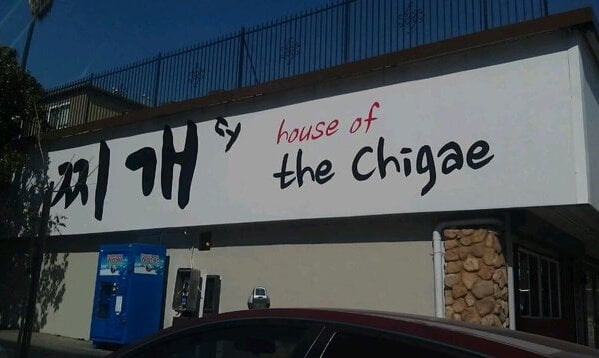 찌개
house of
the Chigae